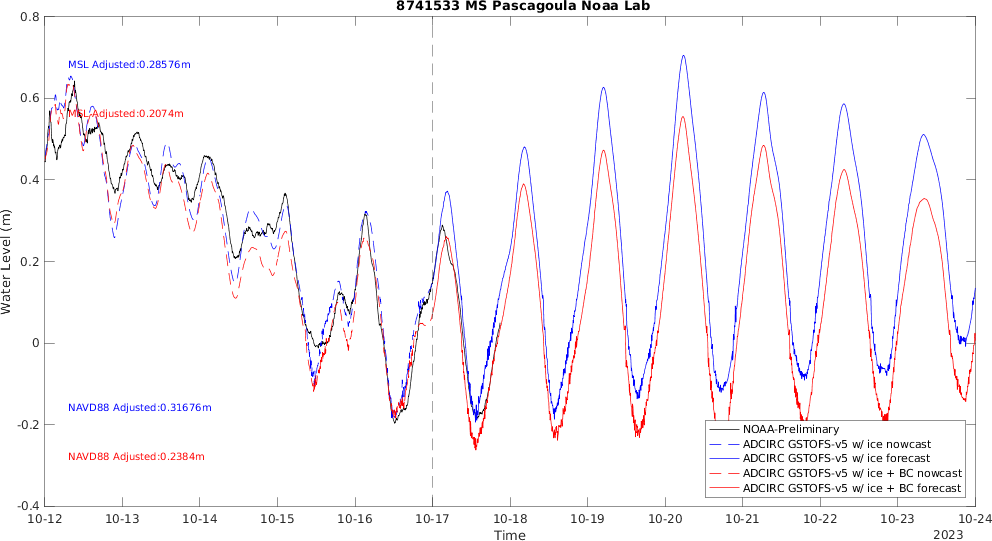 8741533 MS Pascagoula Noaa Lab
0.8
0.6
0.4
0.2
0
-0.2
-0.4
Water Level (m)
MSL Adjusted:0.28576m
MSL Adjusted:0.2074m
NAVD88 Adjusted:0.31676m
NAVD88 Adjusted:0.2384m
NOAA-Preliminary
ADCIRC GSTOFS-v5 w/ ice nowcast
ADCIRC GSTOFS-v5 w/ ice forecast
ADCIRC GSTOFS-v5 w/ ice + BC nowcast
ADCIRC GSTOFS-v5 w/ ice + BC forecast
10-12 10-13 10-14 10-15 10-16 10-17 10-18 10-19 10-20 10-21 10-22 10-23 10-24
Time
2023